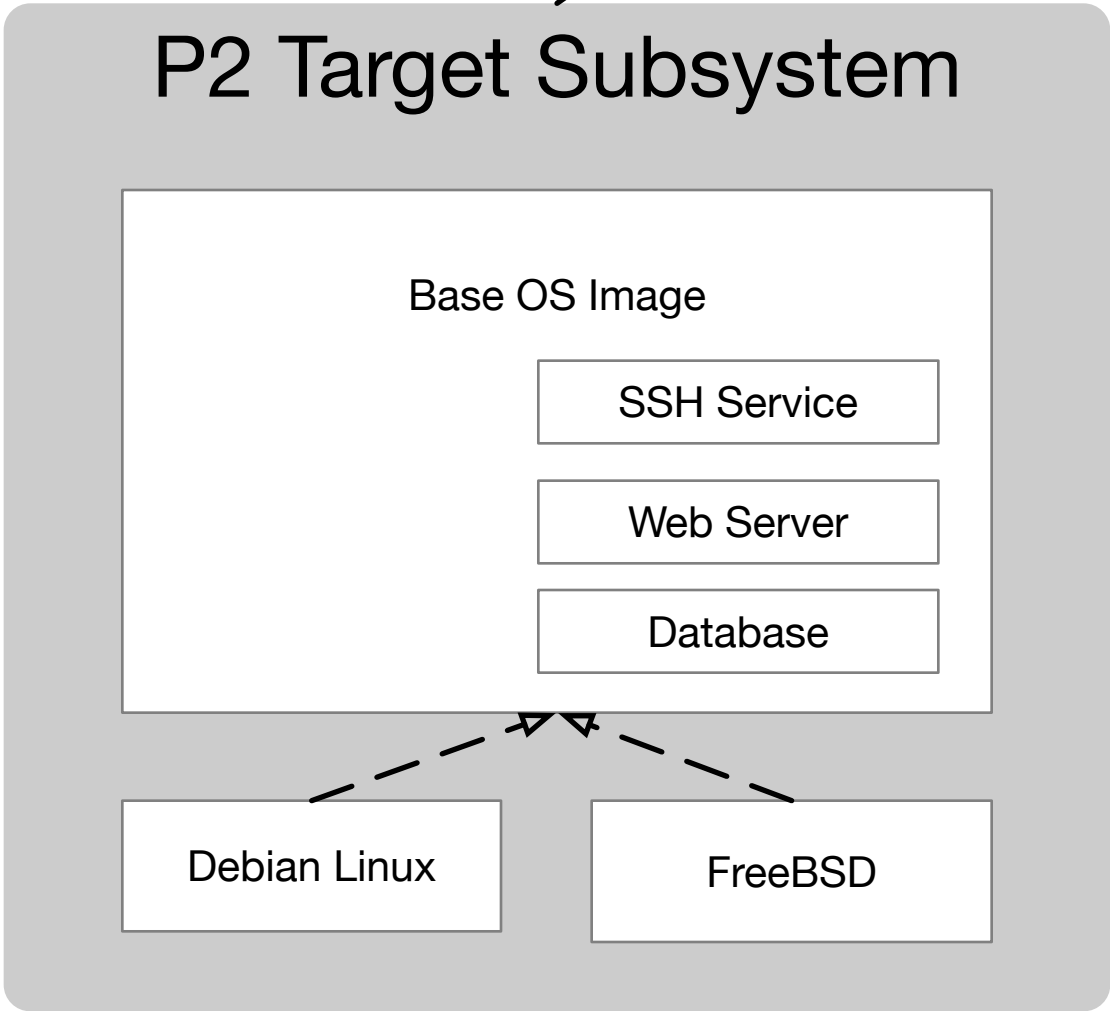 P2 Target Subsystem
Base OS Image
SSH Service
Web Server
Database
Debian Linux
FreeBSD